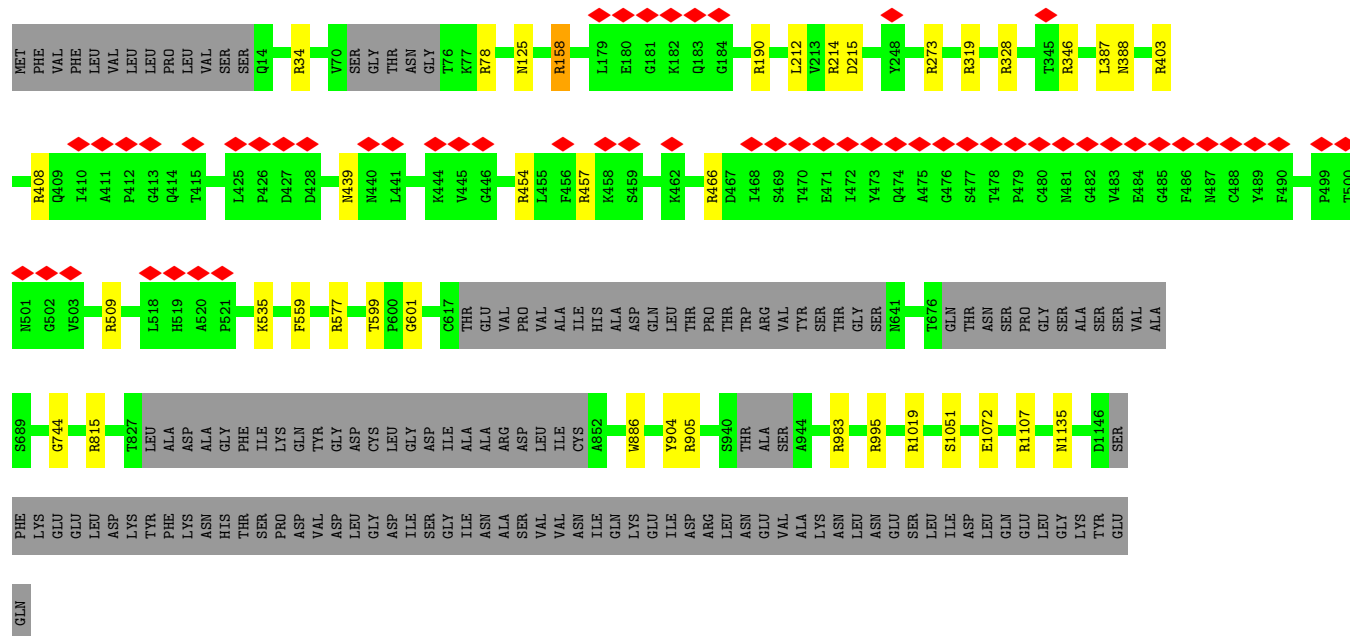 MET PHE VAL PHE LEU VAL LEU LEU PRO LEU VAL SER SER Q14 R34 V70 SER GLY THR ASN GLY T76 K77 R78 N125 R158 L179 E180 G181 K182 Q183 G184 R190 L212 V213 R214 D215 Y248 R273 R319 R328 T345 R346 L387 N388 R403
R408 Q409 I410 A411 P412 G413 Q414 T415 L425 P426 D427 D428 N439 N440 L441 K444 V445 G446 R454 L455 F456 R457 K458 S459 K462 R466 D467 I468 S469 T470 E471 I472 Y473 Q474 A475 G476 S477 T478 P479 C480 N481 G482 V483 E484 G485 F486 N487 C488 Y489 F490 P499 T500
N501 G502 V503 R509 L518 H519 A520 P521 K535 F559 R577 T599 P600 G601 C617 THR GLU VAL PRO VAL ALA ILE HIS ALA ASP GLN LEU THR PRO THR TRP ARG VAL TYR SER THR GLY SER N641 T676 GLN THR ASN SER PRO GLY SER ALA SER SER VAL ALA
S689 G744 R815 T827 LEU ALA ASP ALA GLY PHE ILE LYS GLN TYR GLY ASP CYS LEU GLY ASP ILE ALA ALA ARG ASP LEU ILE CYS A852 W886 Y904 R905 S940 THR ALA SER A944 R983 R995 R1019 S1051 E1072 R1107 N1135 D1146 SER
PHE LYS GLU GLU LEU ASP LYS TYR PHE LYS ASN HIS THR SER PRO ASP VAL ASP LEU GLY ASP ILE SER GLY ILE ASN ALA SER VAL VAL ASN ILE GLN LYS GLU ILE ASP ARG LEU ASN GLU VAL ALA LYS ASN LEU ASN GLU SER LEU ILE ASP LEU GLN GLU LEU GLY LYS TYR GLU
GLN